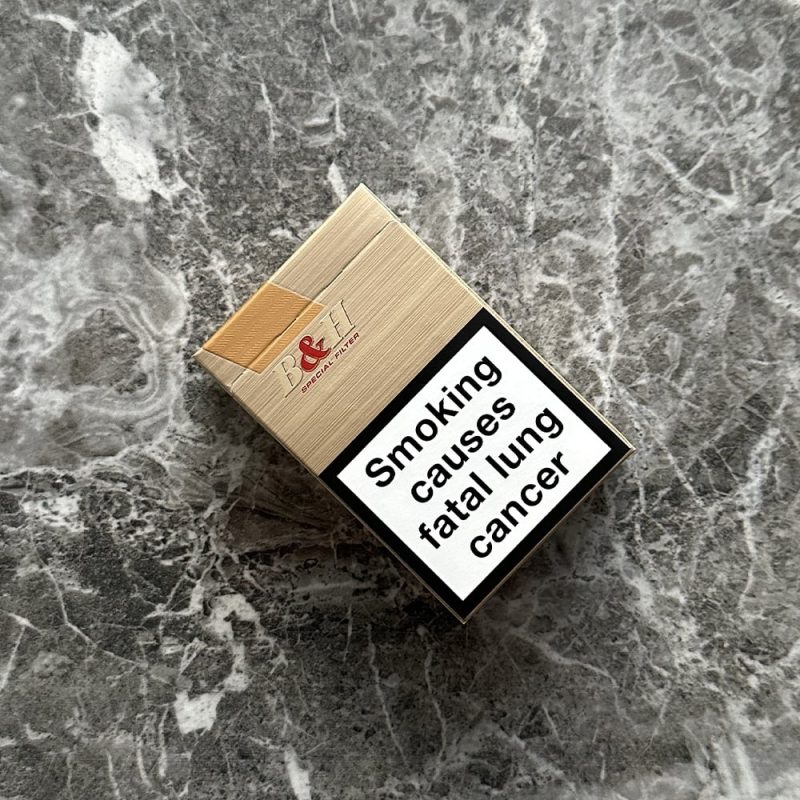 B&H
SPECIAL FILTER
Smoking
causes
fatal lung
cancer